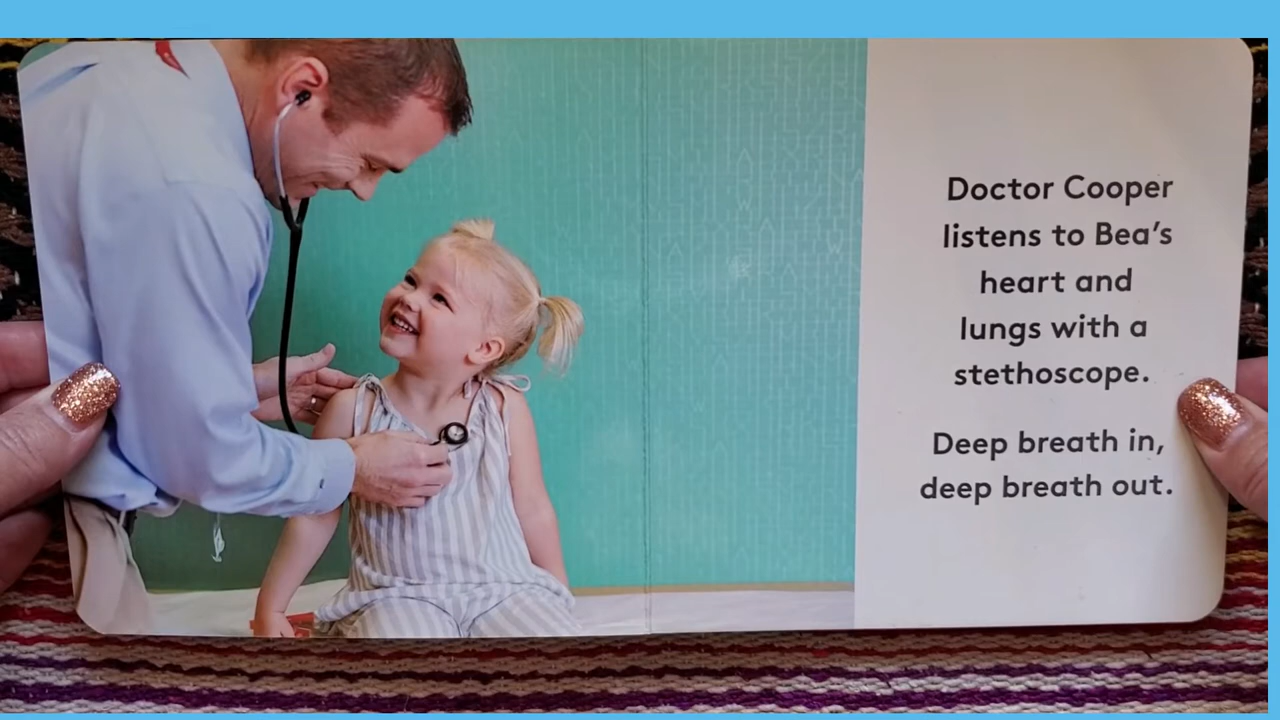 Doctor Cooper
listens to Bea's
heart and
lungs with a
stethoscope.
Deep breath in,
deep breath out.